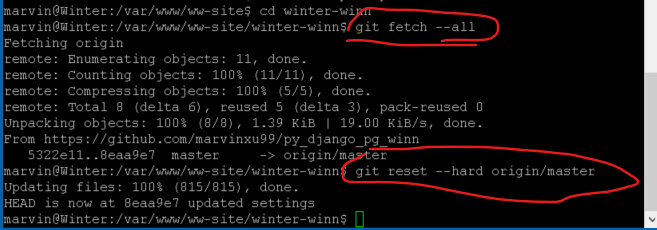 marvin@Winter:/var/www/ww-site$ cd winter-winn
marvin@Winter:/var/www/ww-site/winter-winn$ git fetch --all
Fetching origin
remote: Enumerating objects: 11, done.
remote: Counting objects: 100% (11/11), done.
remote: Compressing objects: 100% (5/5), done.
remote: Total 8 (delta 6), reused 5 (delta 3), pack-reused 0
Unpacking objects: 100% (8/8), 1.39 KiB | 19.00 KiB/s, done.
From https://github.com/marvinxu99/py_django_pg_winn
   5322e11..8eaa9e7  master     -> origin/master
marvin@Winter:/var/www/ww-site/winter-winn$ git reset --hard origin/master
Updating files: 100% (815/815), done.
HEAD is now at 8eaa9e7 updated settings
marvin@Winter:/var/www/ww-site/winter-winn$